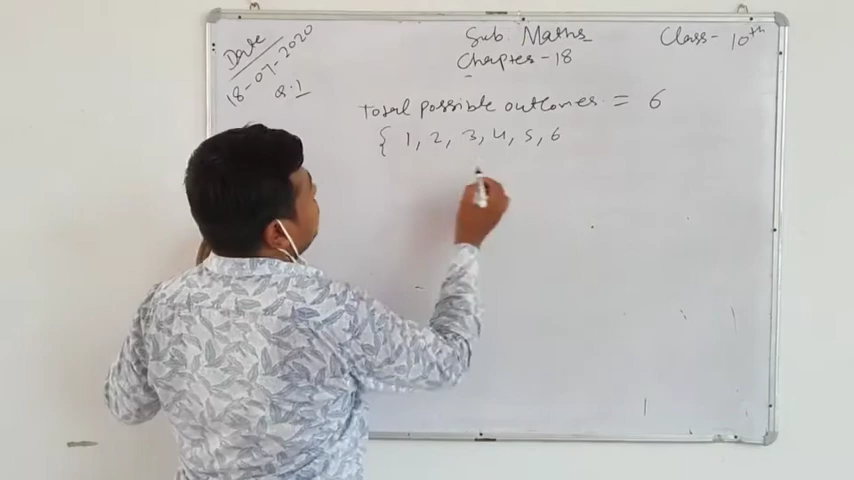 Date
18-07-2020
Q.1
Sub. Maths
Chapter-18
Class- 10th
Total possible outcomes = 6
{ 1, 2, 3, 4, 5, 6